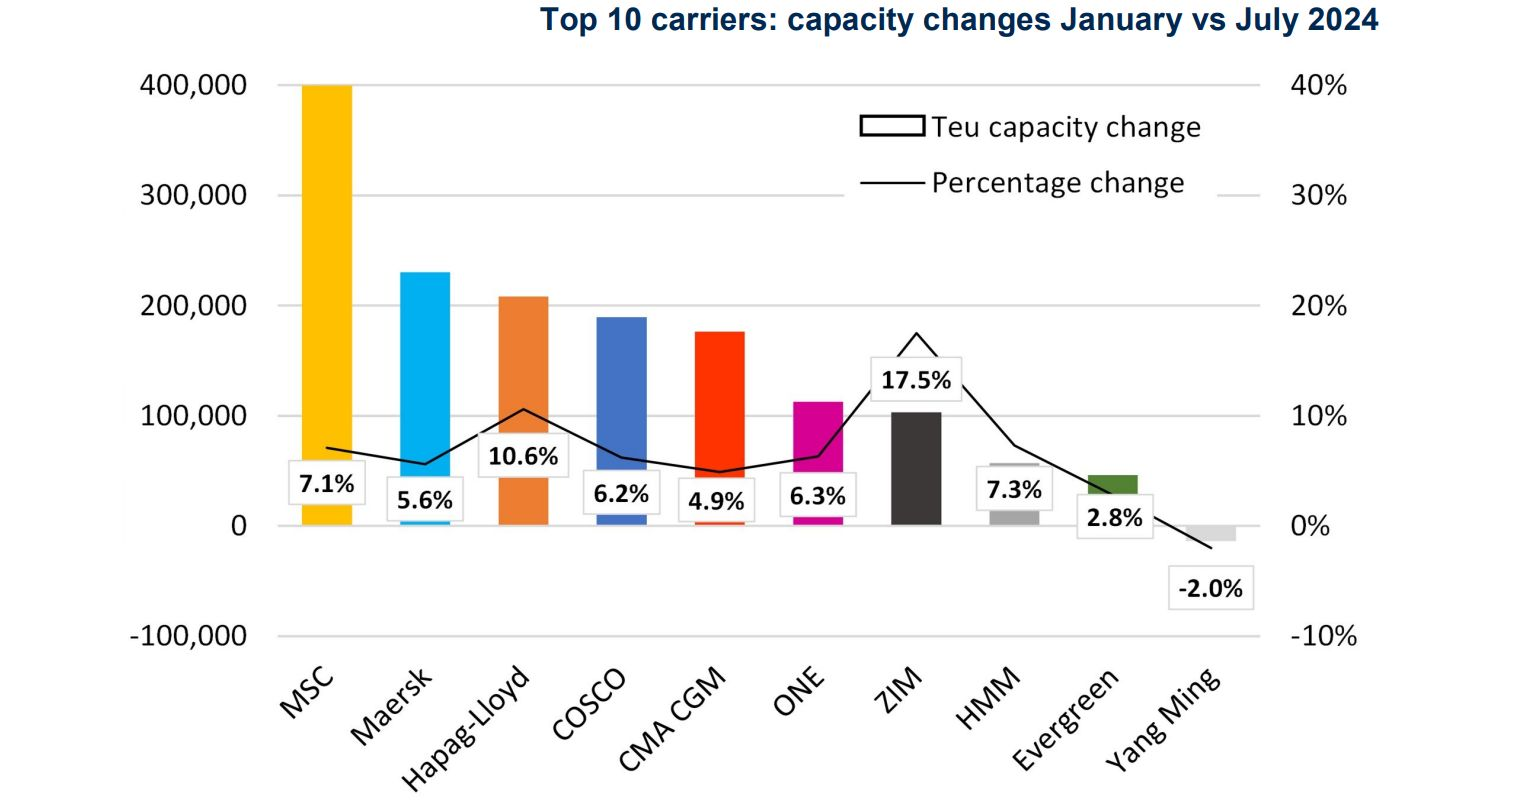 Top 10 carriers: capacity changes January vs July 2024
400,000
40%
Teu capacity change
Percentage change
300,000
30%
200,000
20%
17.5%
100,000
10%
7.1%
5.6%
10.6%
6.2%
4.9%
6.3%
7.3%
2.8%
0
0%
-2.0%
-100,000
-10%
MSC
Maersk
Hapag-Lloyd
COSCO
CMA CGM
ONE
ZIM
HMM
Evergreen
Yang Ming